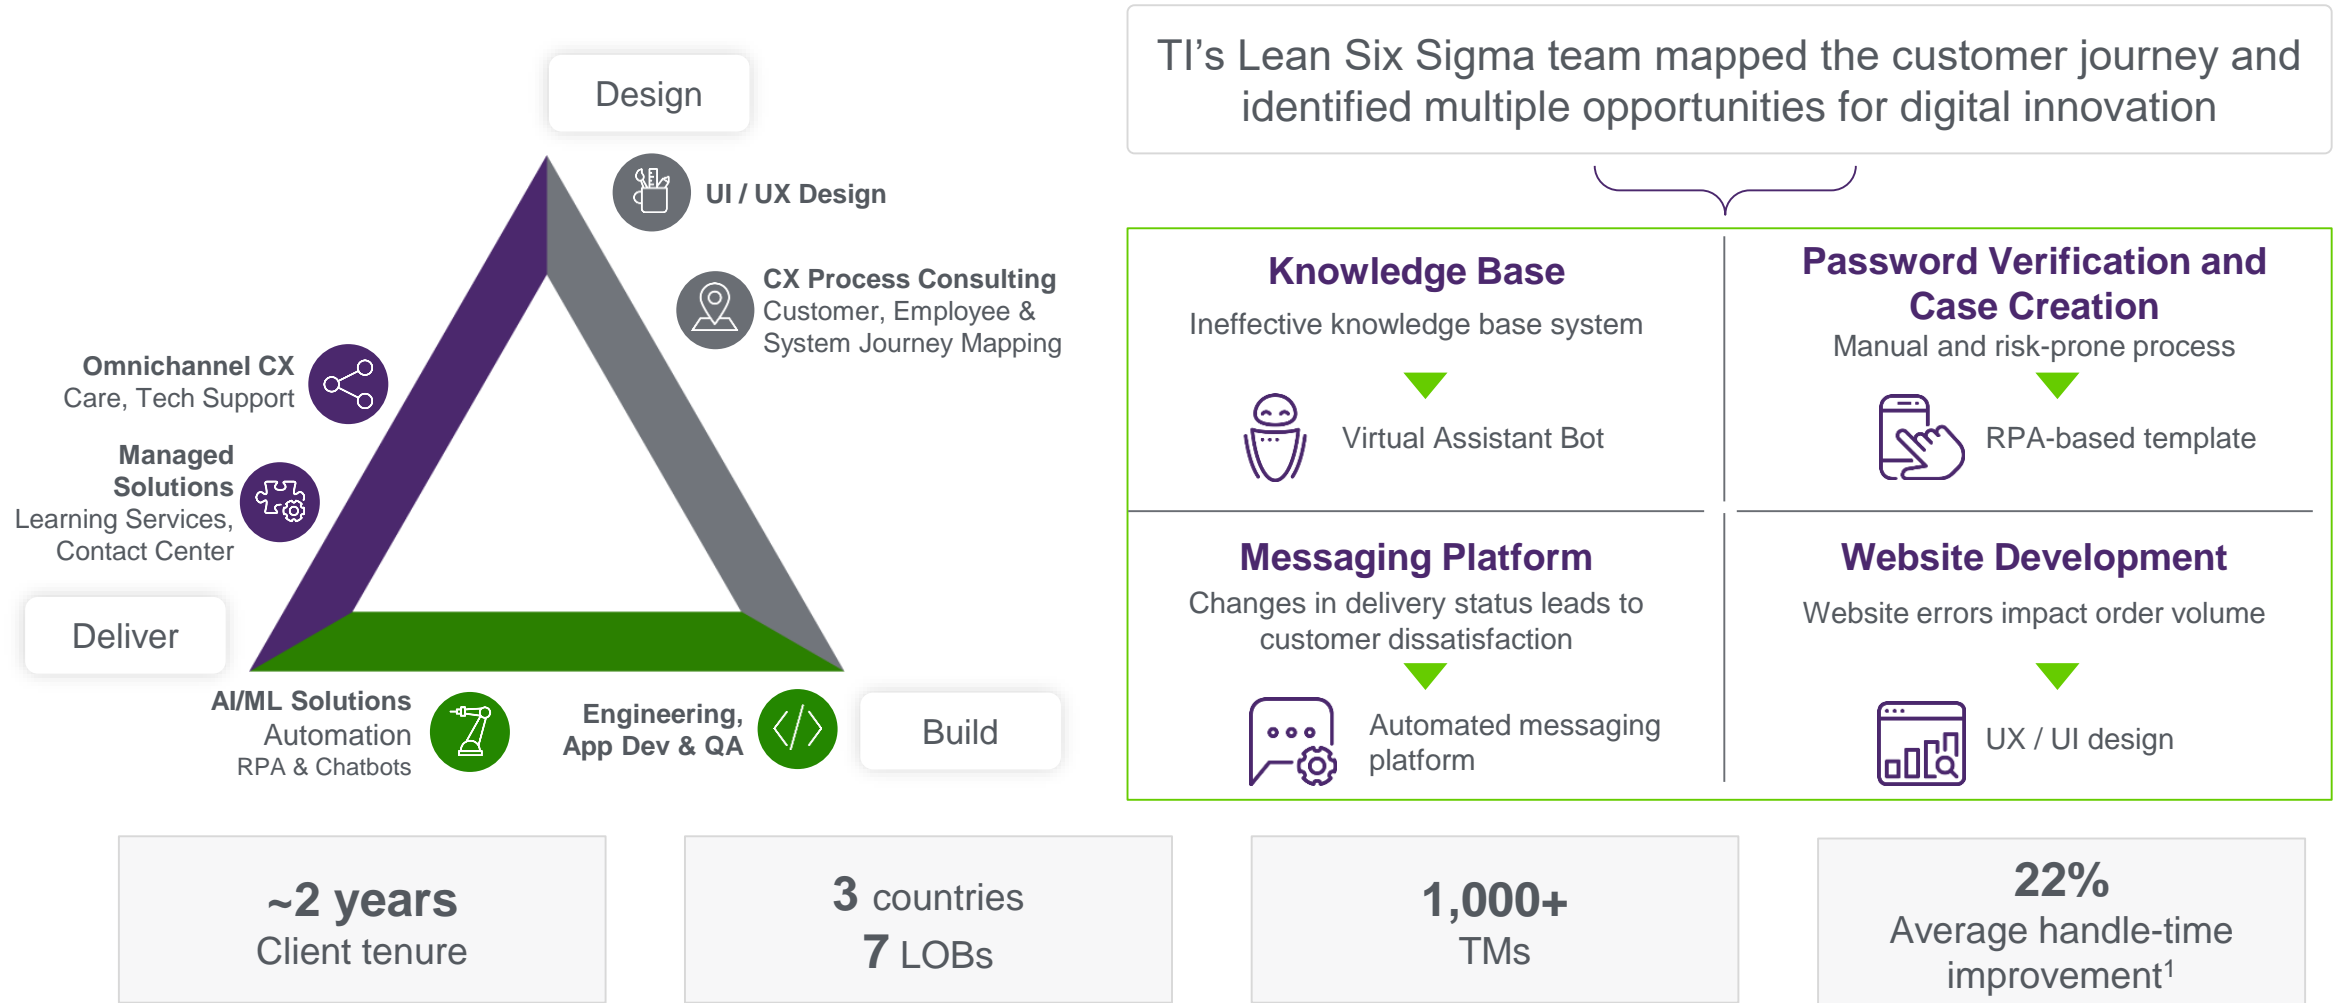 Design
UI / UX Design
CX Process Consulting
Customer, Employee &
System Journey Mapping
Omnichannel CX
Care, Tech Support
Managed
Solutions
Learning Services,
Contact Center
Deliver
AI/ML Solutions
Automation
RPA & Chatbots
Engineering,
App Dev & QA
Build
TI’s Lean Six Sigma team mapped the customer journey and
identified multiple opportunities for digital innovation
Knowledge Base
Ineffective knowledge base system
Virtual Assistant Bot
Password Verification and
Case Creation
Manual and risk-prone process
RPA-based template
Messaging Platform
Changes in delivery status leads to
customer dissatisfaction
Automated messaging
platform
Website Development
Website errors impact order volume
UX / UI design
~2 years
Client tenure
3 countries
7 LOBs
1,000+
TMs
22%
Average handle-time
improvement¹